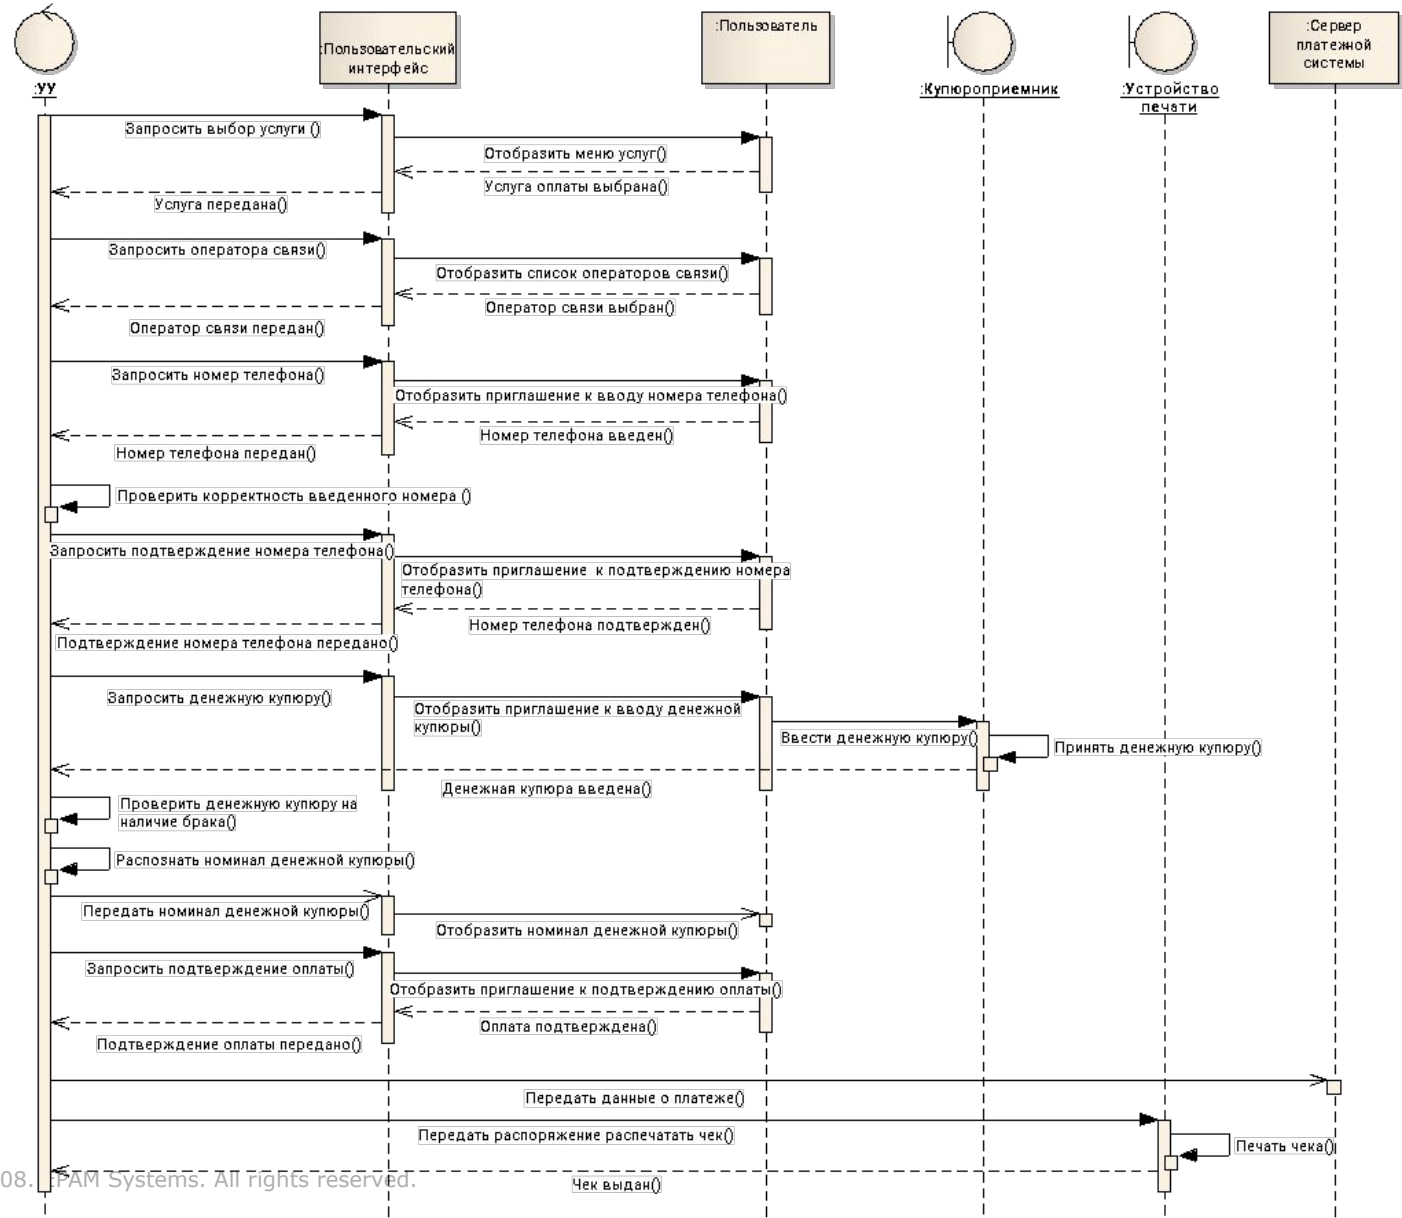 :УУ
:Пользовательский
интерфейс
:Пользователь
:Купюроприемник
:Устройство
печати
:Сервер
платежной
системы
Запросить выбор услуги ()
Отобразить меню услуг()
Услуга оплаты выбрана()
Услуга передана()
Запросить оператора связи()
Отобразить список операторов связи()
Оператор связи выбран()
Оператор связи передан()
Запросить номер телефона()
Отобразить приглашение к вводу номера телефона()
Номер телефона введен()
Номер телефона передан()
Проверить корректность введенного номера ()
Запросить подтверждение номера телефона()
Отобразить приглашение к подтверждению номера
телефона()
Номер телефона подтвержден()
Подтверждение номера телефона передано()
Запросить денежную купюру()
Отобразить приглашение к вводу денежной
купюры()
Ввести денежную купюру()
Принять денежную купюру()
Денежная купюра введена()
Проверить денежную купюру на
наличие брака()
Распознать номинал денежной купюры()
Передать номинал денежной купюры()
Отобразить номинал денежной купюры()
Запросить подтверждение оплаты()
Отобразить приглашение к подтверждению оплаты()
Оплата подтверждена()
Подтверждение оплаты передано()
Передать данные о платеже()
Передать распоряжение распечатать чек()
Печать чека()
08. EPAM Systems. All rights reserved.
Чек выдан()